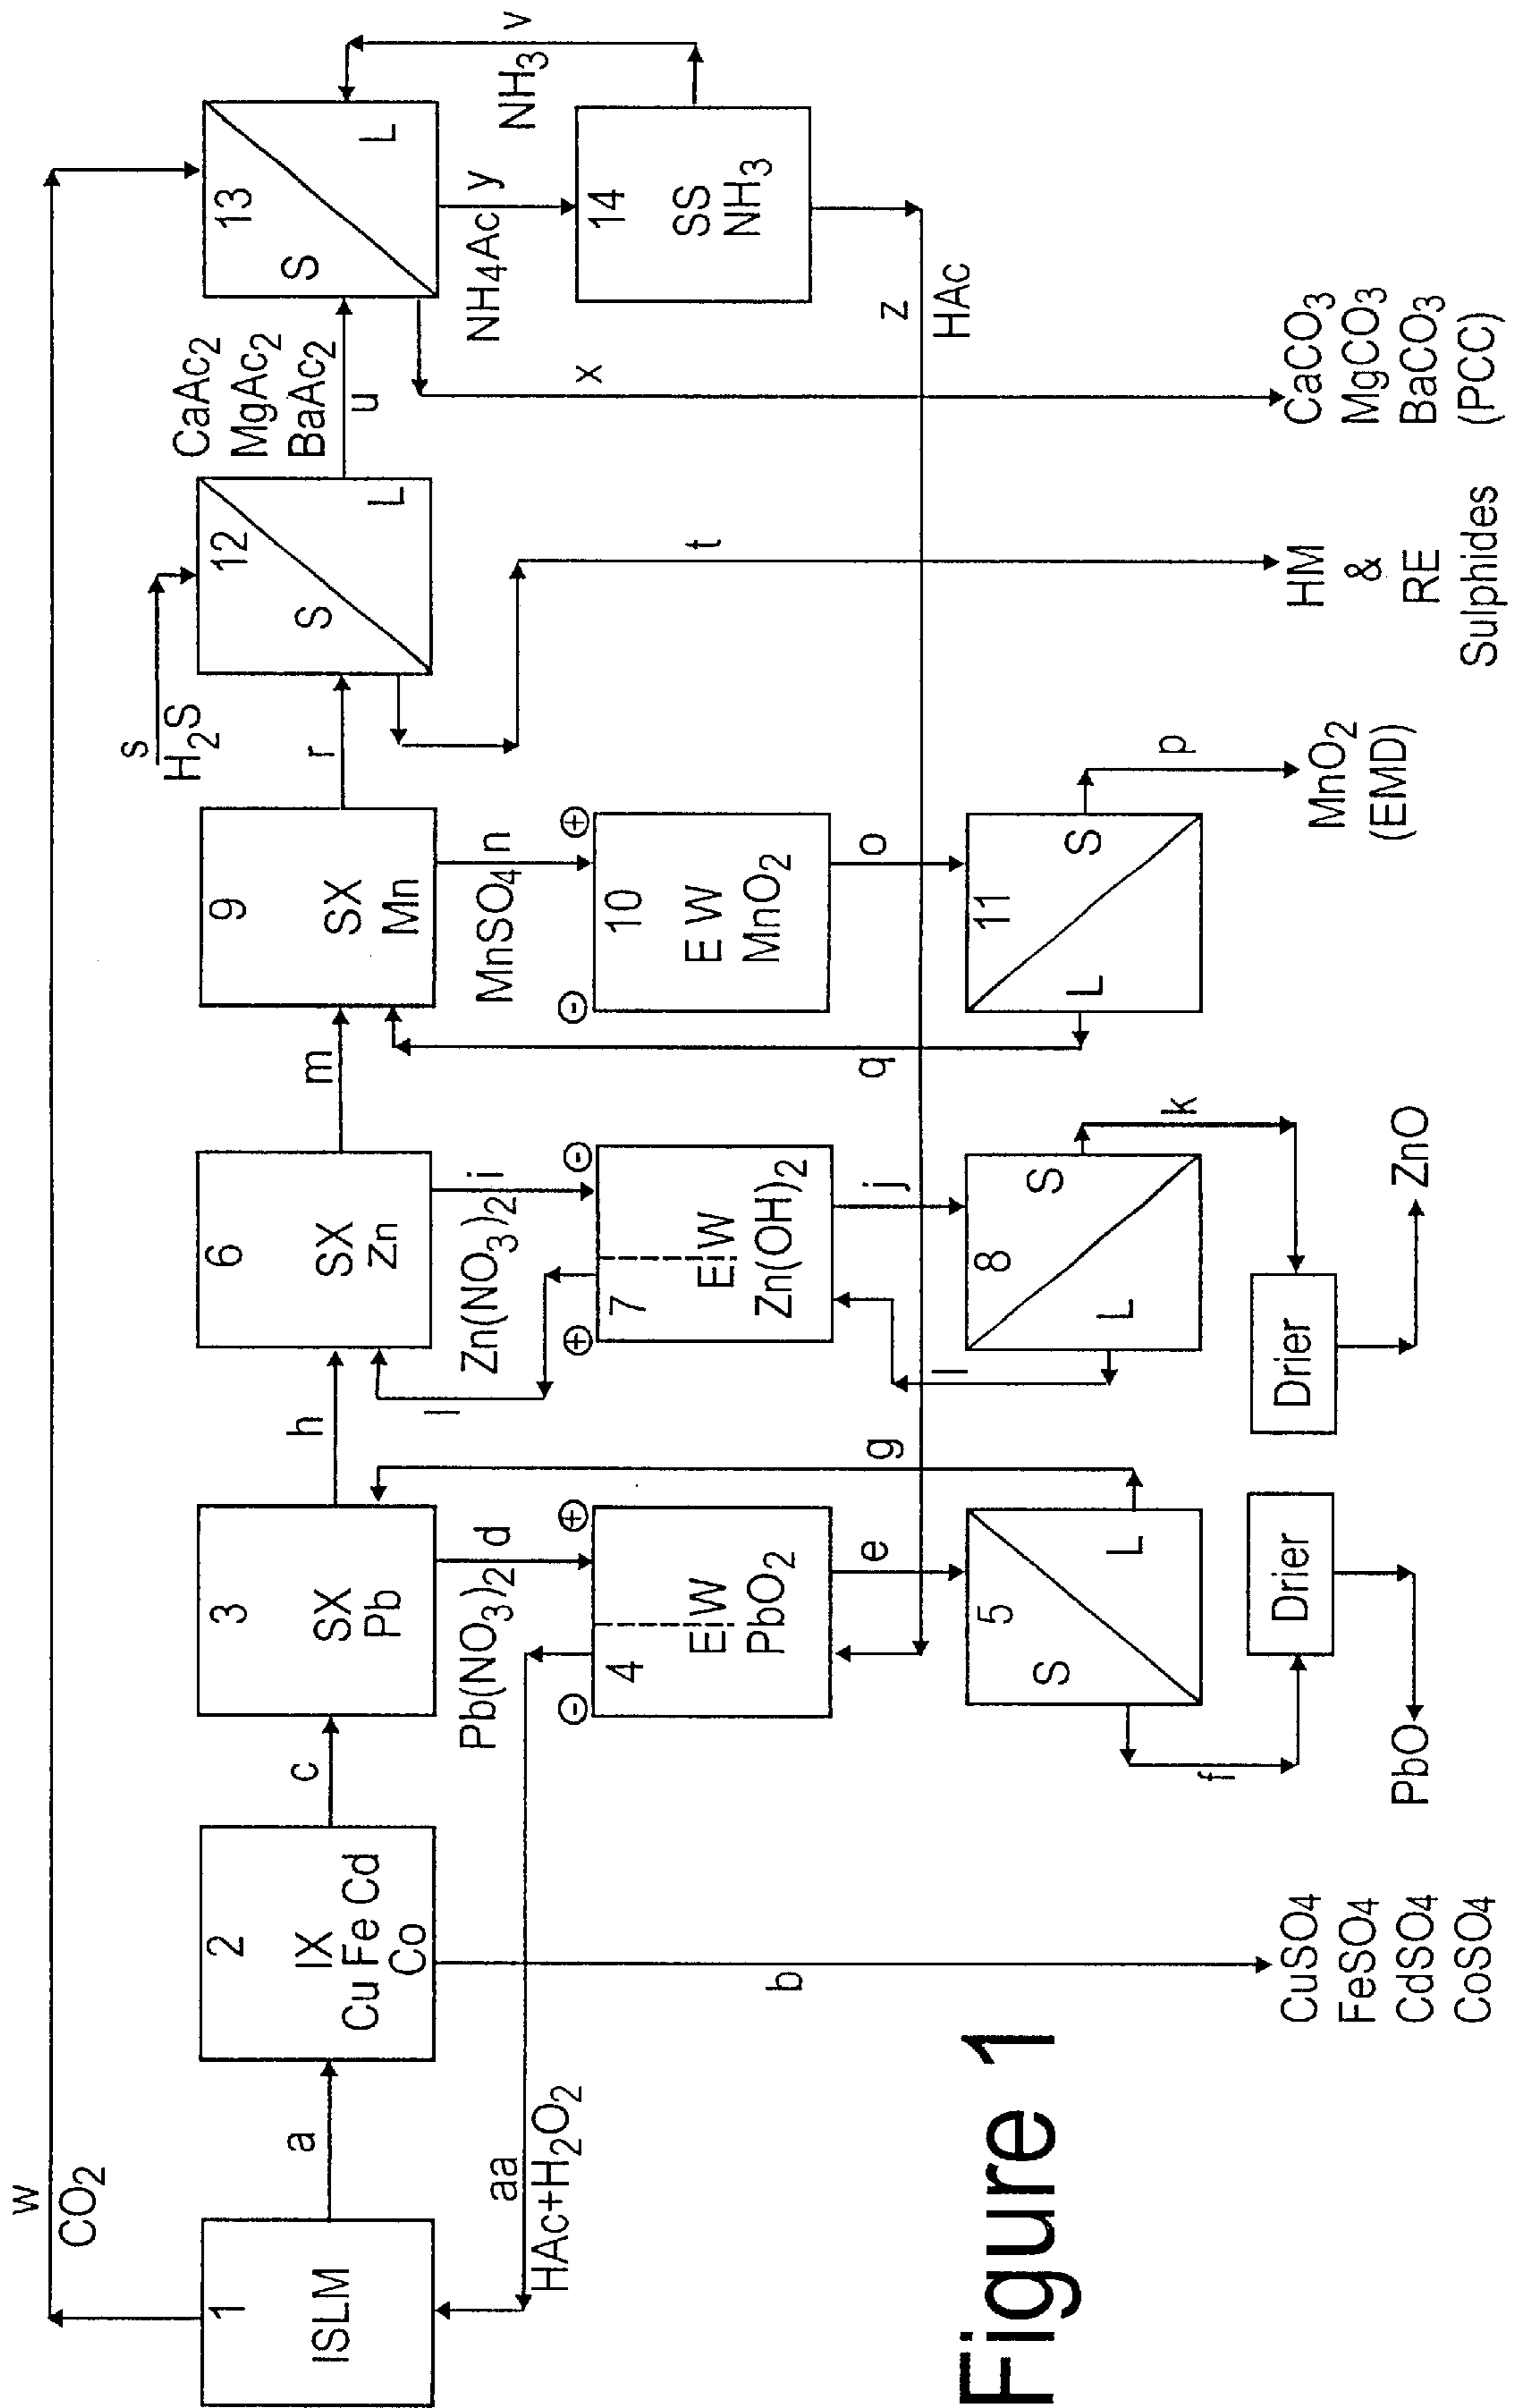 w
CO2
1
ISLM
a
aa
HAc+H2O2
2
IX
Cu Fe Cd
Co
b
CuSO4
FeSO4
CdSO4
CoSO4
c
3
SX
Pb
Pb(NO3)2
d
- +
4
EW
PbO2
e
5
S
L
f
g
Drier
PbO
h
6
SX
Zn
Zn(NO3)2
i
l
+ -
7
EW
Zn(OH)2
j
l
8
S
L
k
Drier
ZnO
m
9
SX
Mn
MnSO4
n
- +
10
EW
MnO2
o
11
S
L
q
p
MnO2
(EMD)
r
s
H2S
12
S
L
t
HM
&
RE
Sulphides
CaAc2
MgAc2
BaAc2
u
13
S
L
x
CaCO3
MgCO3
BaCO3
(PCC)
NH4Ac
y
NH3
v
14
SS
NH3
z
HAc
Figure 1